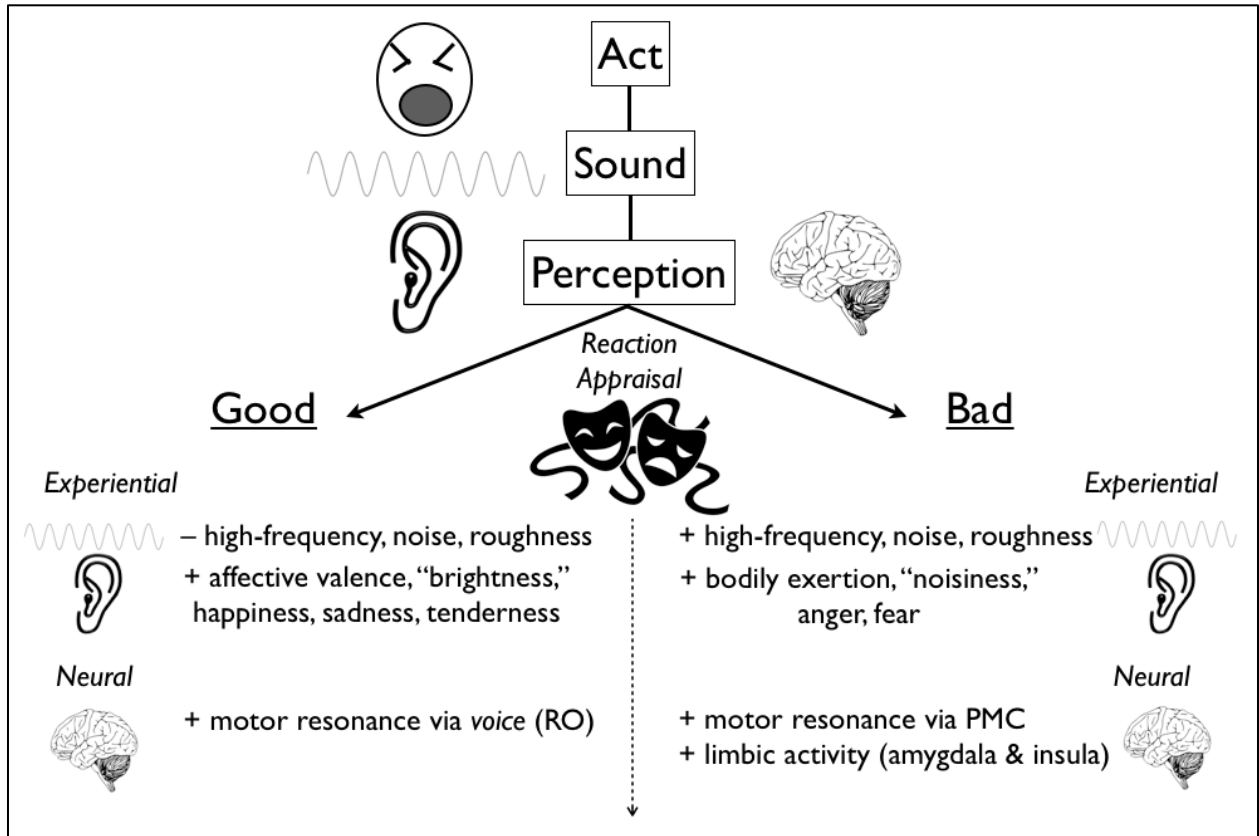 Act
Sound
Perception
Reaction
Appraisal
Good
Bad
Experiential
– high-frequency, noise, roughness
+ affective valence, “brightness,”
happiness, sadness, tenderness
Neural
+ motor resonance via voice (RO)
Experiential
+ high-frequency, noise, roughness
+ bodily exertion, “noisiness,”
anger, fear
Neural
+ motor resonance via PMC
+ limbic activity (amygdala & insula)